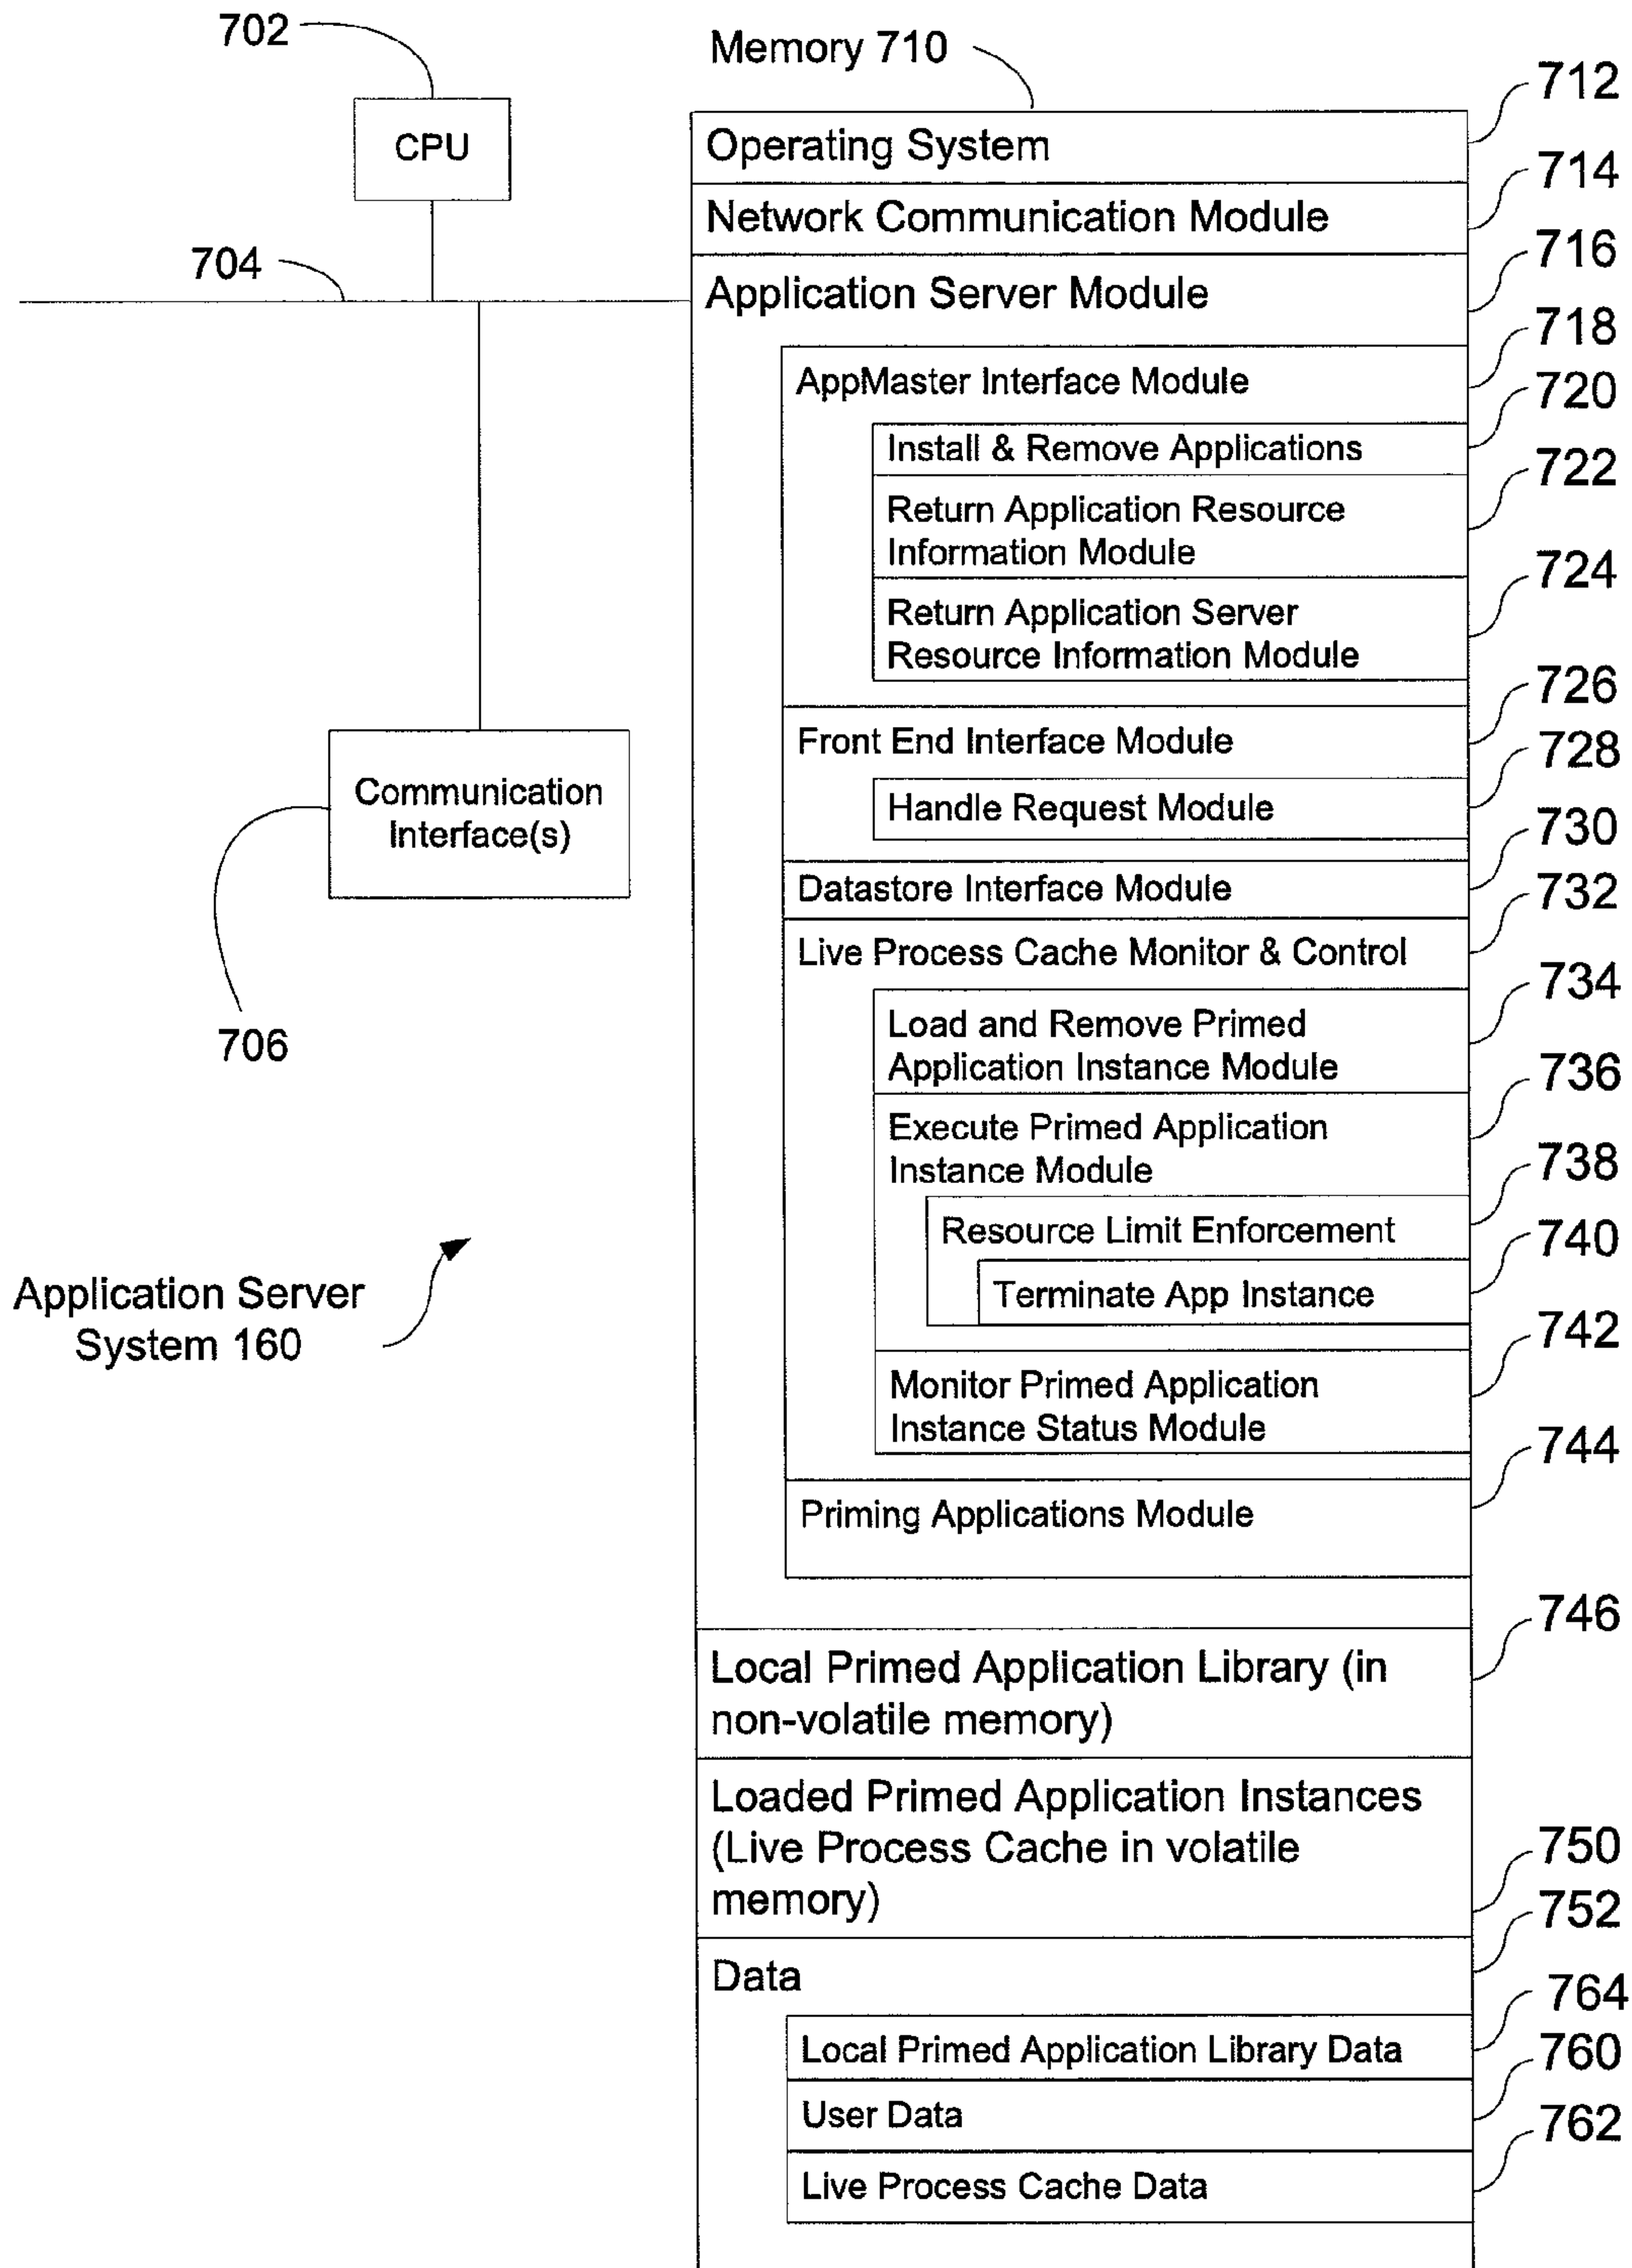 702
Memory 710
712
CPU
Operating System
714
Network Communication Module
716
704
Application Server Module
718
AppMaster Interface Module
720
Install & Remove Applications
722
Return Application Resource
Information Module
724
Return Application Server
Resource Information Module
726
Front End Interface Module
728
Communication
Interface(s)
Handle Request Module
730
Datastore Interface Module
732
Live Process Cache Monitor & Control
734
Load and Remove Primed
Application Instance Module
706
736
Execute Primed Application
Instance Module
738
Resource Limit Enforcement
740
Terminate App Instance
Application Server
System 160
742
Monitor Primed Application
Instance Status Module
744
Priming Applications Module
746
Local Primed Application Library (in
non-volatile memory)
Loaded Primed Application Instances
(Live Process Cache in volatile
memory)
750
752
Data
764
Local Primed Application Library Data
760
User Data
762
Live Process Cache Data